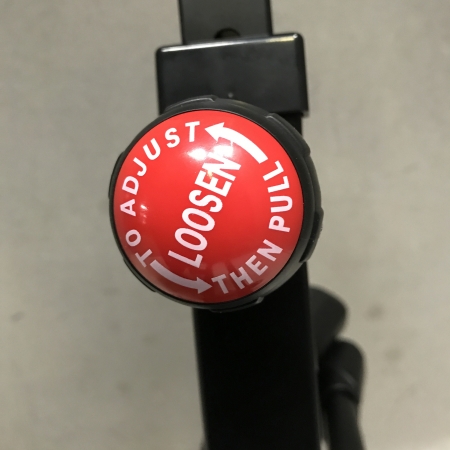 TO ADJUST
LOOSEN
THEN PULL